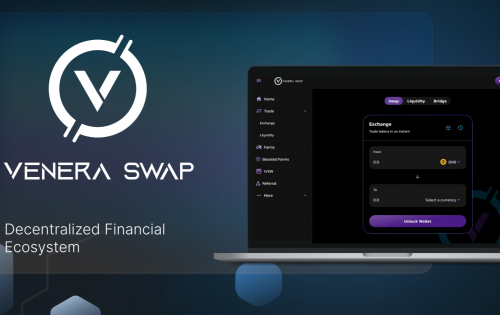 VENERA SWAP
Decentralized Financial
Ecosystem
VENERA SWAP
Home
Trade
Exchange
Liquidity
Farms
Boosted Farms
Referral
More
Swap Liquidity Bridge
Exchange
Trade tokens in an instant
From
0.0 BNB
To
0.0 Select a currency
Unlock Wallet